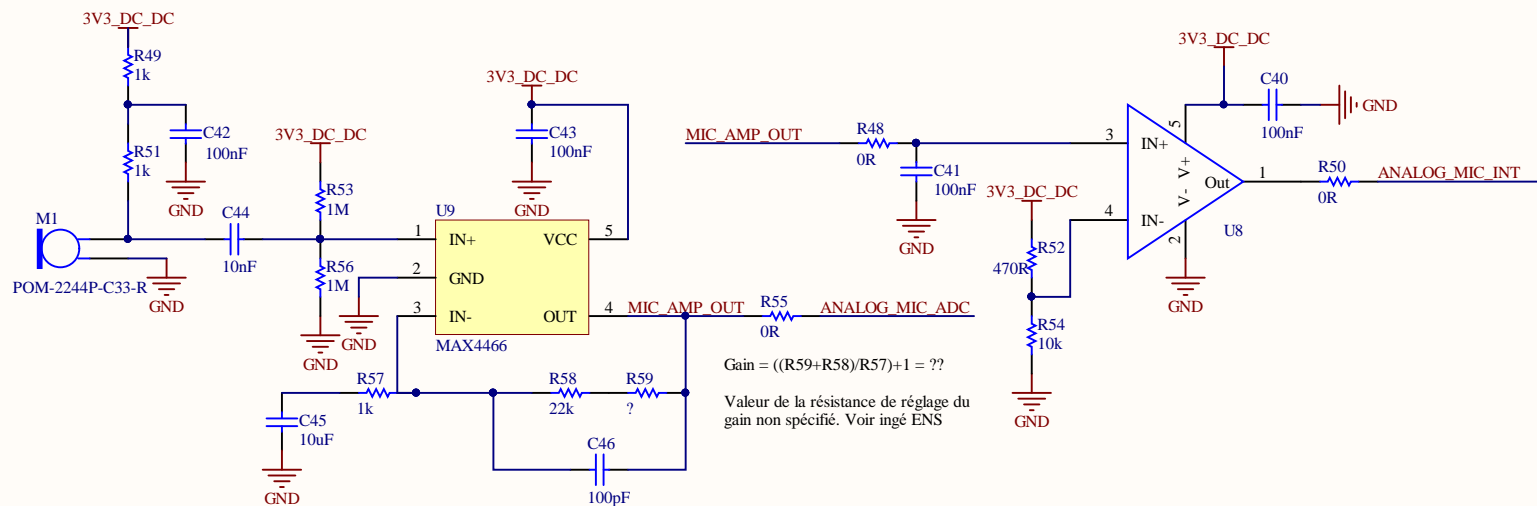 3V3_DC_DC
R49
1k
C42
100nF
R51
1k
GND
M1
POM-2244P-C33-R
GND
C44
10nF
3V3_DC_DC
R53
1M
R56
1M
GND
GND
3V3_DC_DC
C43
100nF
GND
U9
1
IN+
VCC
5
2
GND
3
IN-
OUT
4
MAX4466
MIC_AMP_OUT
R55
0R
ANALOG_MIC_ADC
R57
1k
C45
10uF
GND
R58
22k
R59
?
C46
100pF
Gain = ((R59+R58)/R57)+1 = ??
Valeur de la résistance de réglage du
gain non spécifié. Voir ingé ENS
MIC_AMP_OUT
R48
0R
C41
100nF
GND
3V3_DC_DC
C40
100nF
GND
3
IN+
5
V+
4
IN-
V-
2
Out
1
U8
GND
R50
0R
ANALOG_MIC_INT
3V3_DC_DC
R52
470R
R54
10k
GND